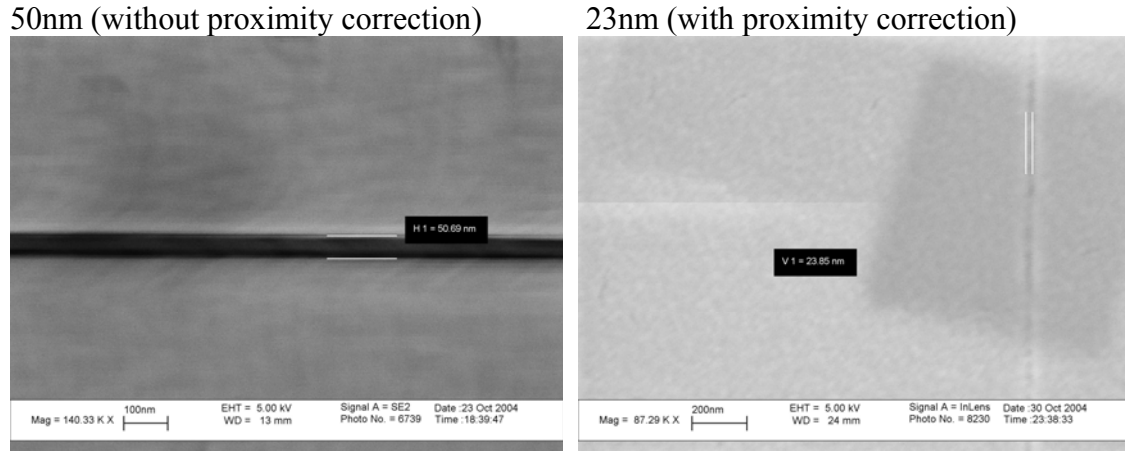 50nm (without proximity correction)
23nm (with proximity correction)
H 1 = 50.69 nm
V 1 = 23.85 nm
Mag = 140.33 K X
100nm
EHT = 5.00 kV
WD = 13 mm
Signal A = SE2
Photo No. = 6739
Date :23 Oct 2004
Time :18:39:47
Mag = 87.29 K X
200nm
EHT = 5.00 kV
WD = 24 mm
Signal A = InLens
Photo No. = 8230
Date :30 Oct 2004
Time :23:38:33